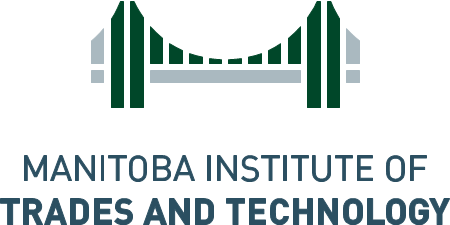 MANITOBA INSTITUTE OF
TRADES AND TECHNOLOGY